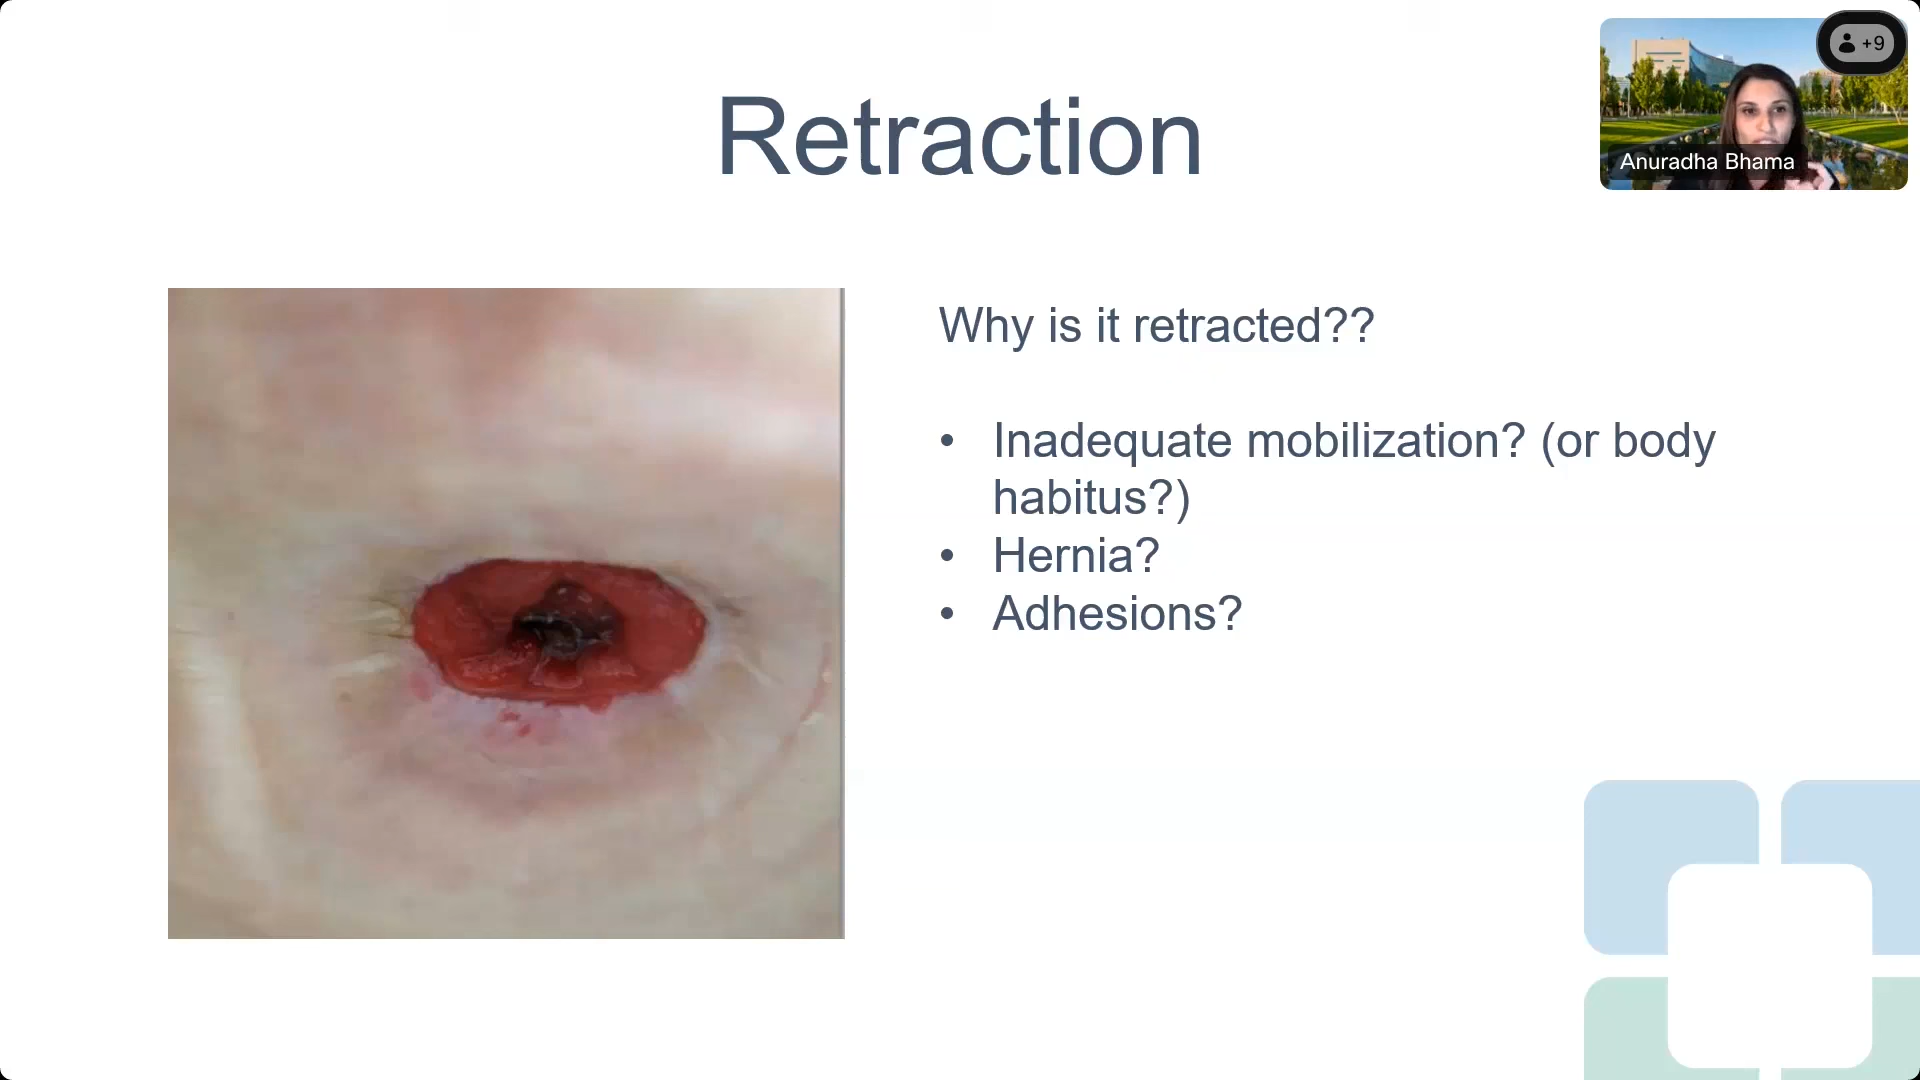 Retraction
+9
Anuradha Bhama
Why is it retracted??
• Inadequate mobilization? (or body
habitus?)
• Hernia?
• Adhesions?